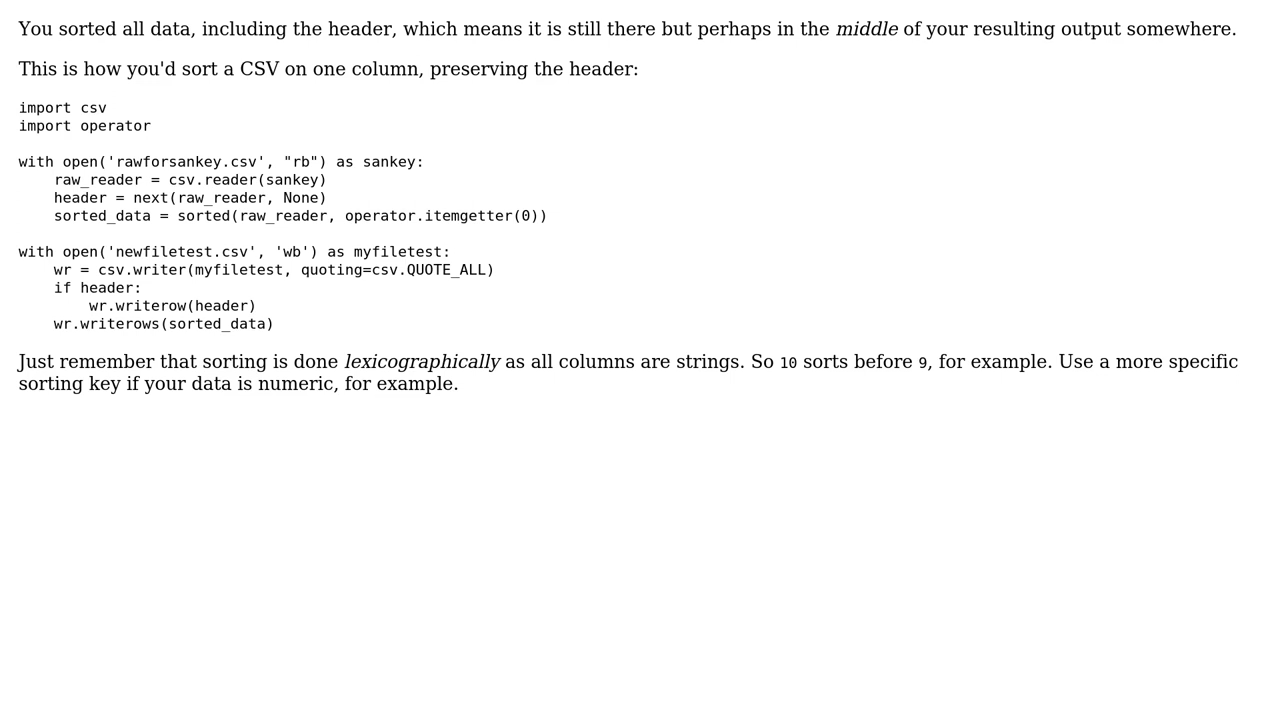 You sorted all data, including the header, which means it is still there but perhaps in the middle of your resulting output somewhere.
This is how you'd sort a CSV on one column, preserving the header:
import csv
import operator
with open('rawforsankey.csv', "rb") as sankey:
    raw_reader = csv.reader(sankey)
    header = next(raw_reader, None)
    sorted_data = sorted(raw_reader, operator.itemgetter(0))
with open('newfiletest.csv', 'wb') as myfiletest:
    wr = csv.writer(myfiletest, quoting=csv.QUOTE_ALL)
    if header:
        wr.writerow(header)
    wr.writerows(sorted_data)
Just remember that sorting is done lexicographically as all columns are strings. So 10 sorts before 9, for example. Use a more specific
sorting key if your data is numeric, for example.